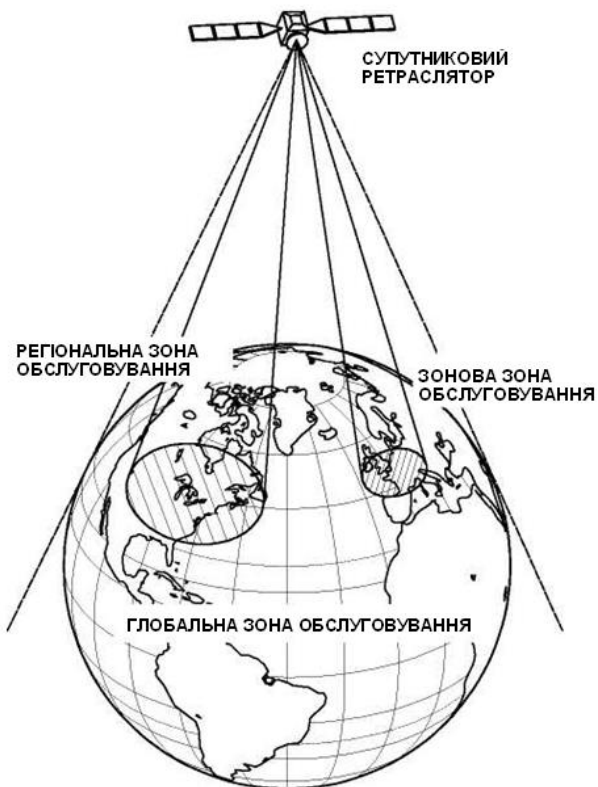 СУПУТНИКОВИЙ
РЕТРАСЛЯТОР
РЕГІОНАЛЬНА ЗОНА
ОБСЛУГОВУВАННЯ
ЗОНОВА ЗОНА
ОБСЛУГОВУВАННЯ
ГЛОБАЛЬНА ЗОНА ОБСЛУГОВУВАННЯ